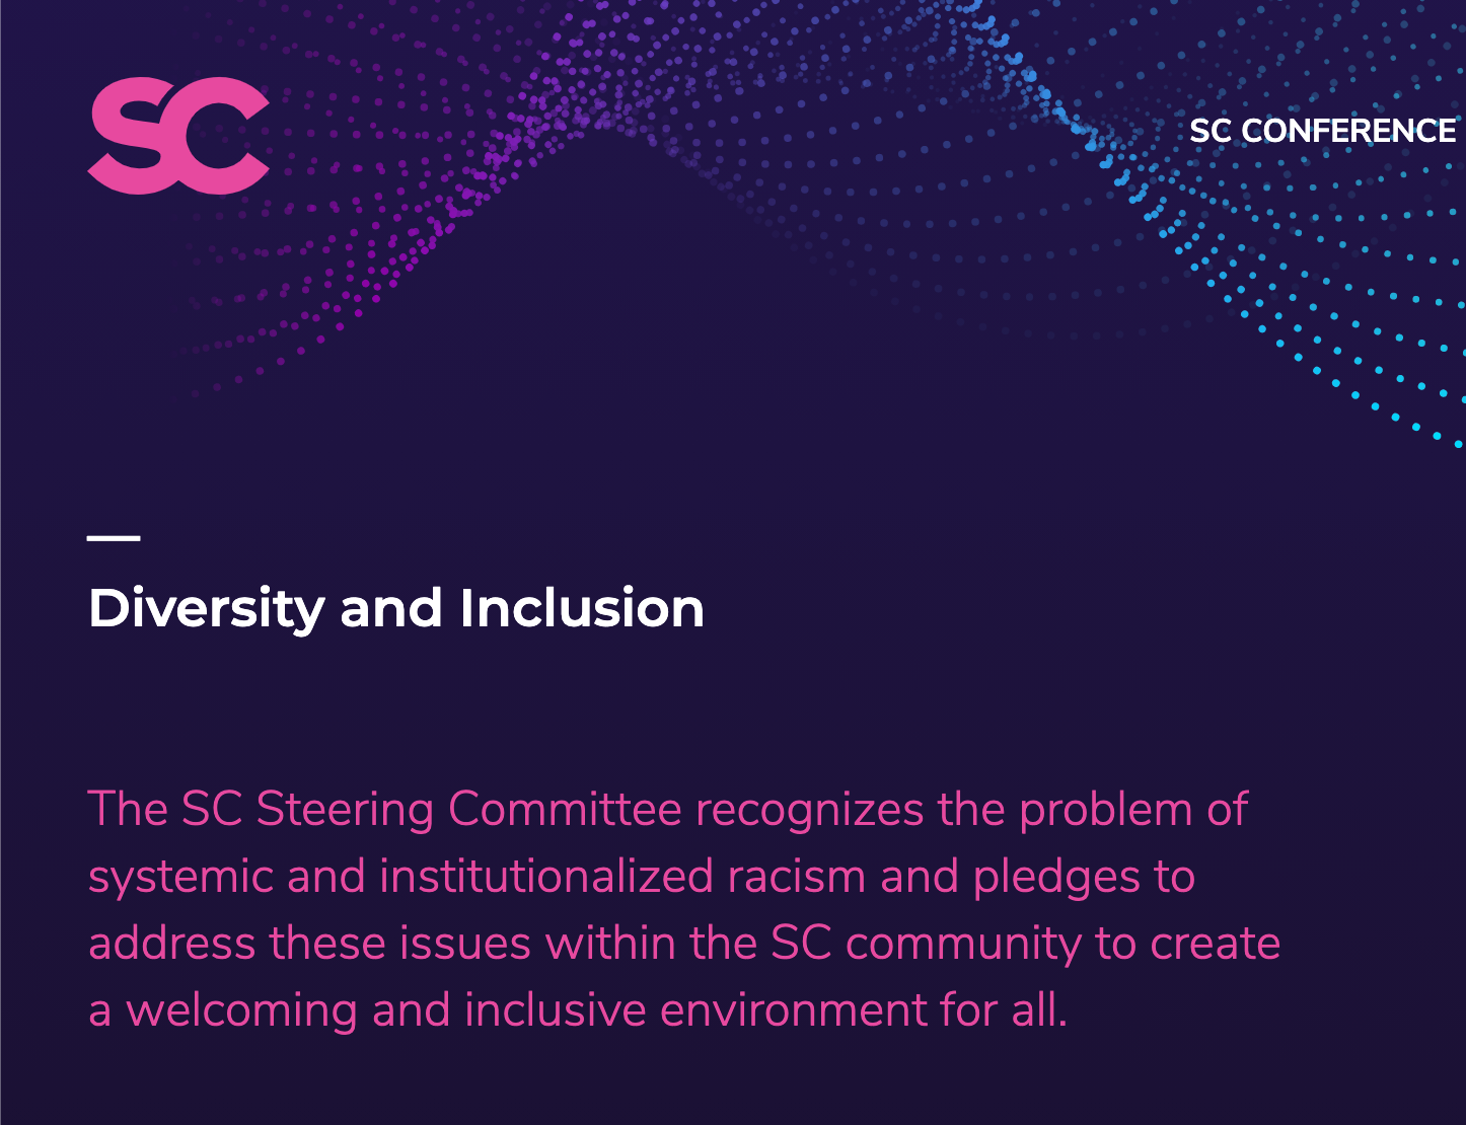 SC
SC CONFERENCE
Diversity and Inclusion
The SC Steering Committee recognizes the problem of
systemic and institutionalized racism and pledges to
address these issues within the SC community to create
a welcoming and inclusive environment for all.